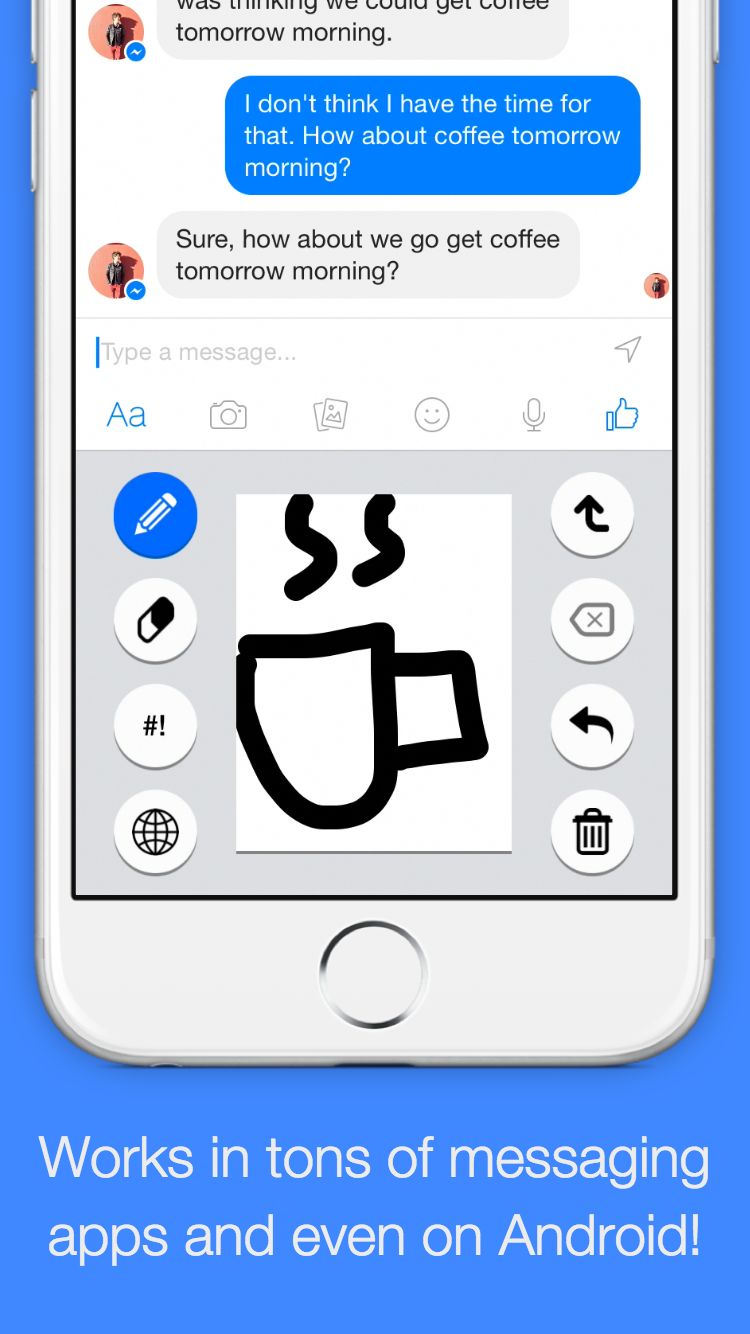 was thinking we could get coffee
tomorrow morning.
I don't think I have the time for
that. How about coffee tomorrow
morning?
Sure, how about we go get coffee
tomorrow morning?
Type a message...
Aa
#!
Works in tons of messaging
apps and even on Android!